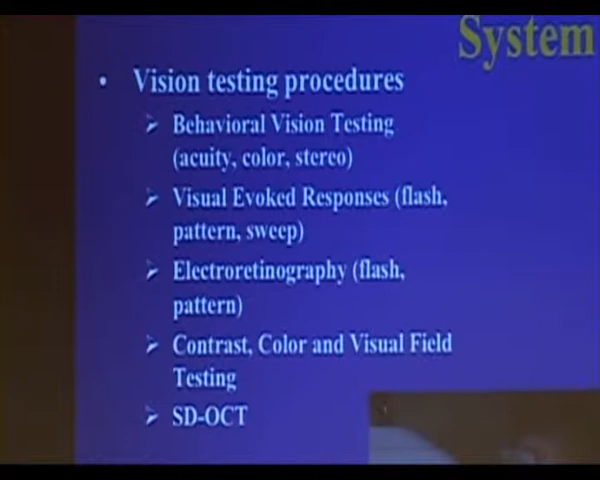 System
• Vision testing procedures
➢ Behavioral Vision Testing
(acuity, color, stereo)
➢ Visual Evoked Responses (flash,
pattern, sweep)
➢ Electroretinography (flash,
pattern)
➢ Contrast, Color and Visual Field
Testing
➢ SD-OCT